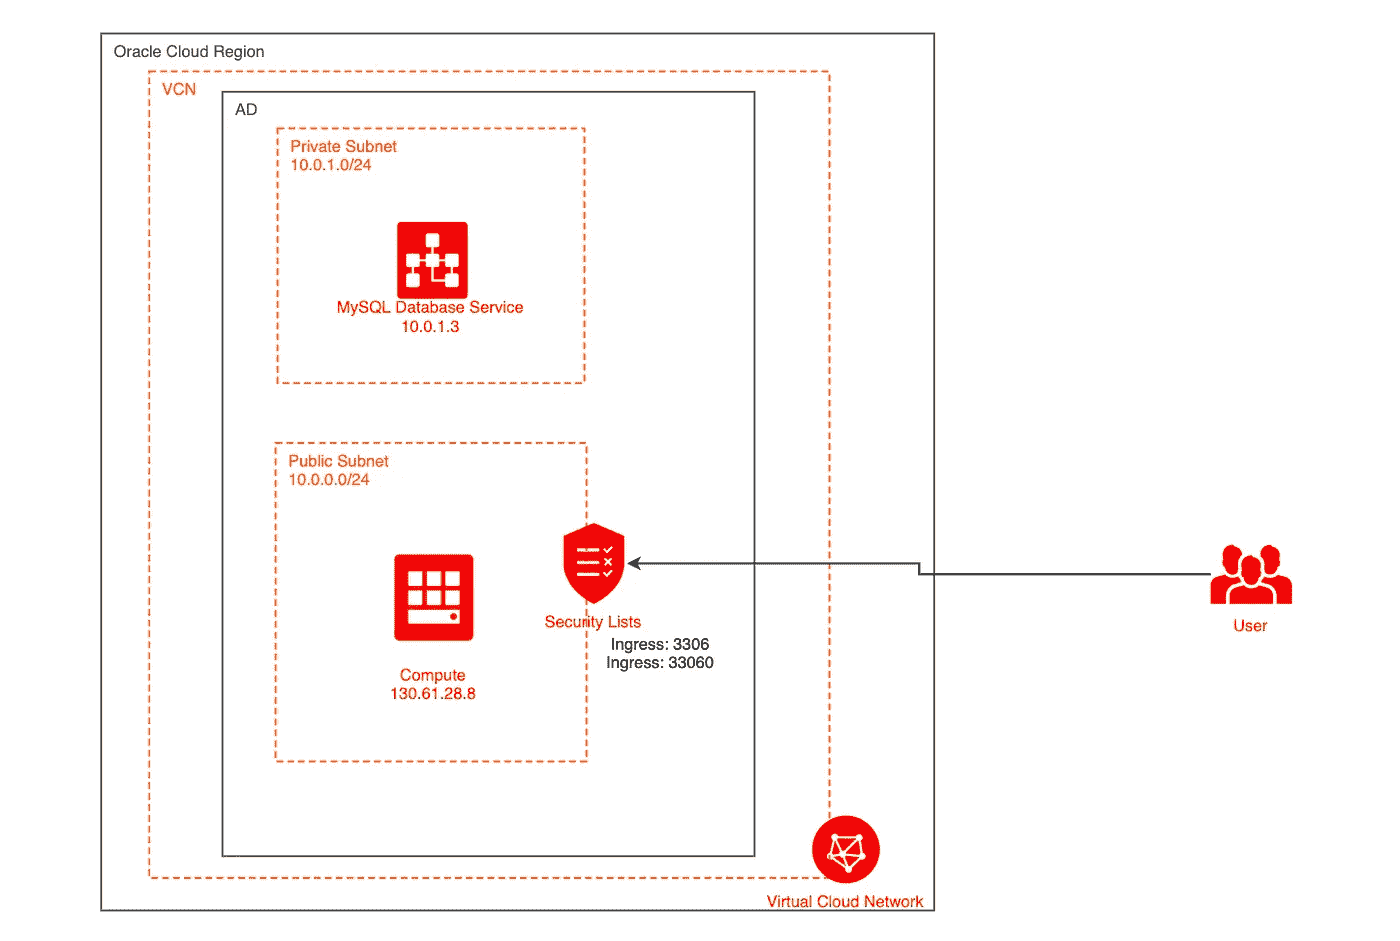 Oracle Cloud Region
VCN
AD
Private Subnet
10.0.1.0/24
MySQL Database Service
10.0.1.3
Public Subnet
10.0.0.0/24
Compute
130.61.28.8
Security Lists
Ingress: 3306
Ingress: 33060
User
Virtual Cloud Network